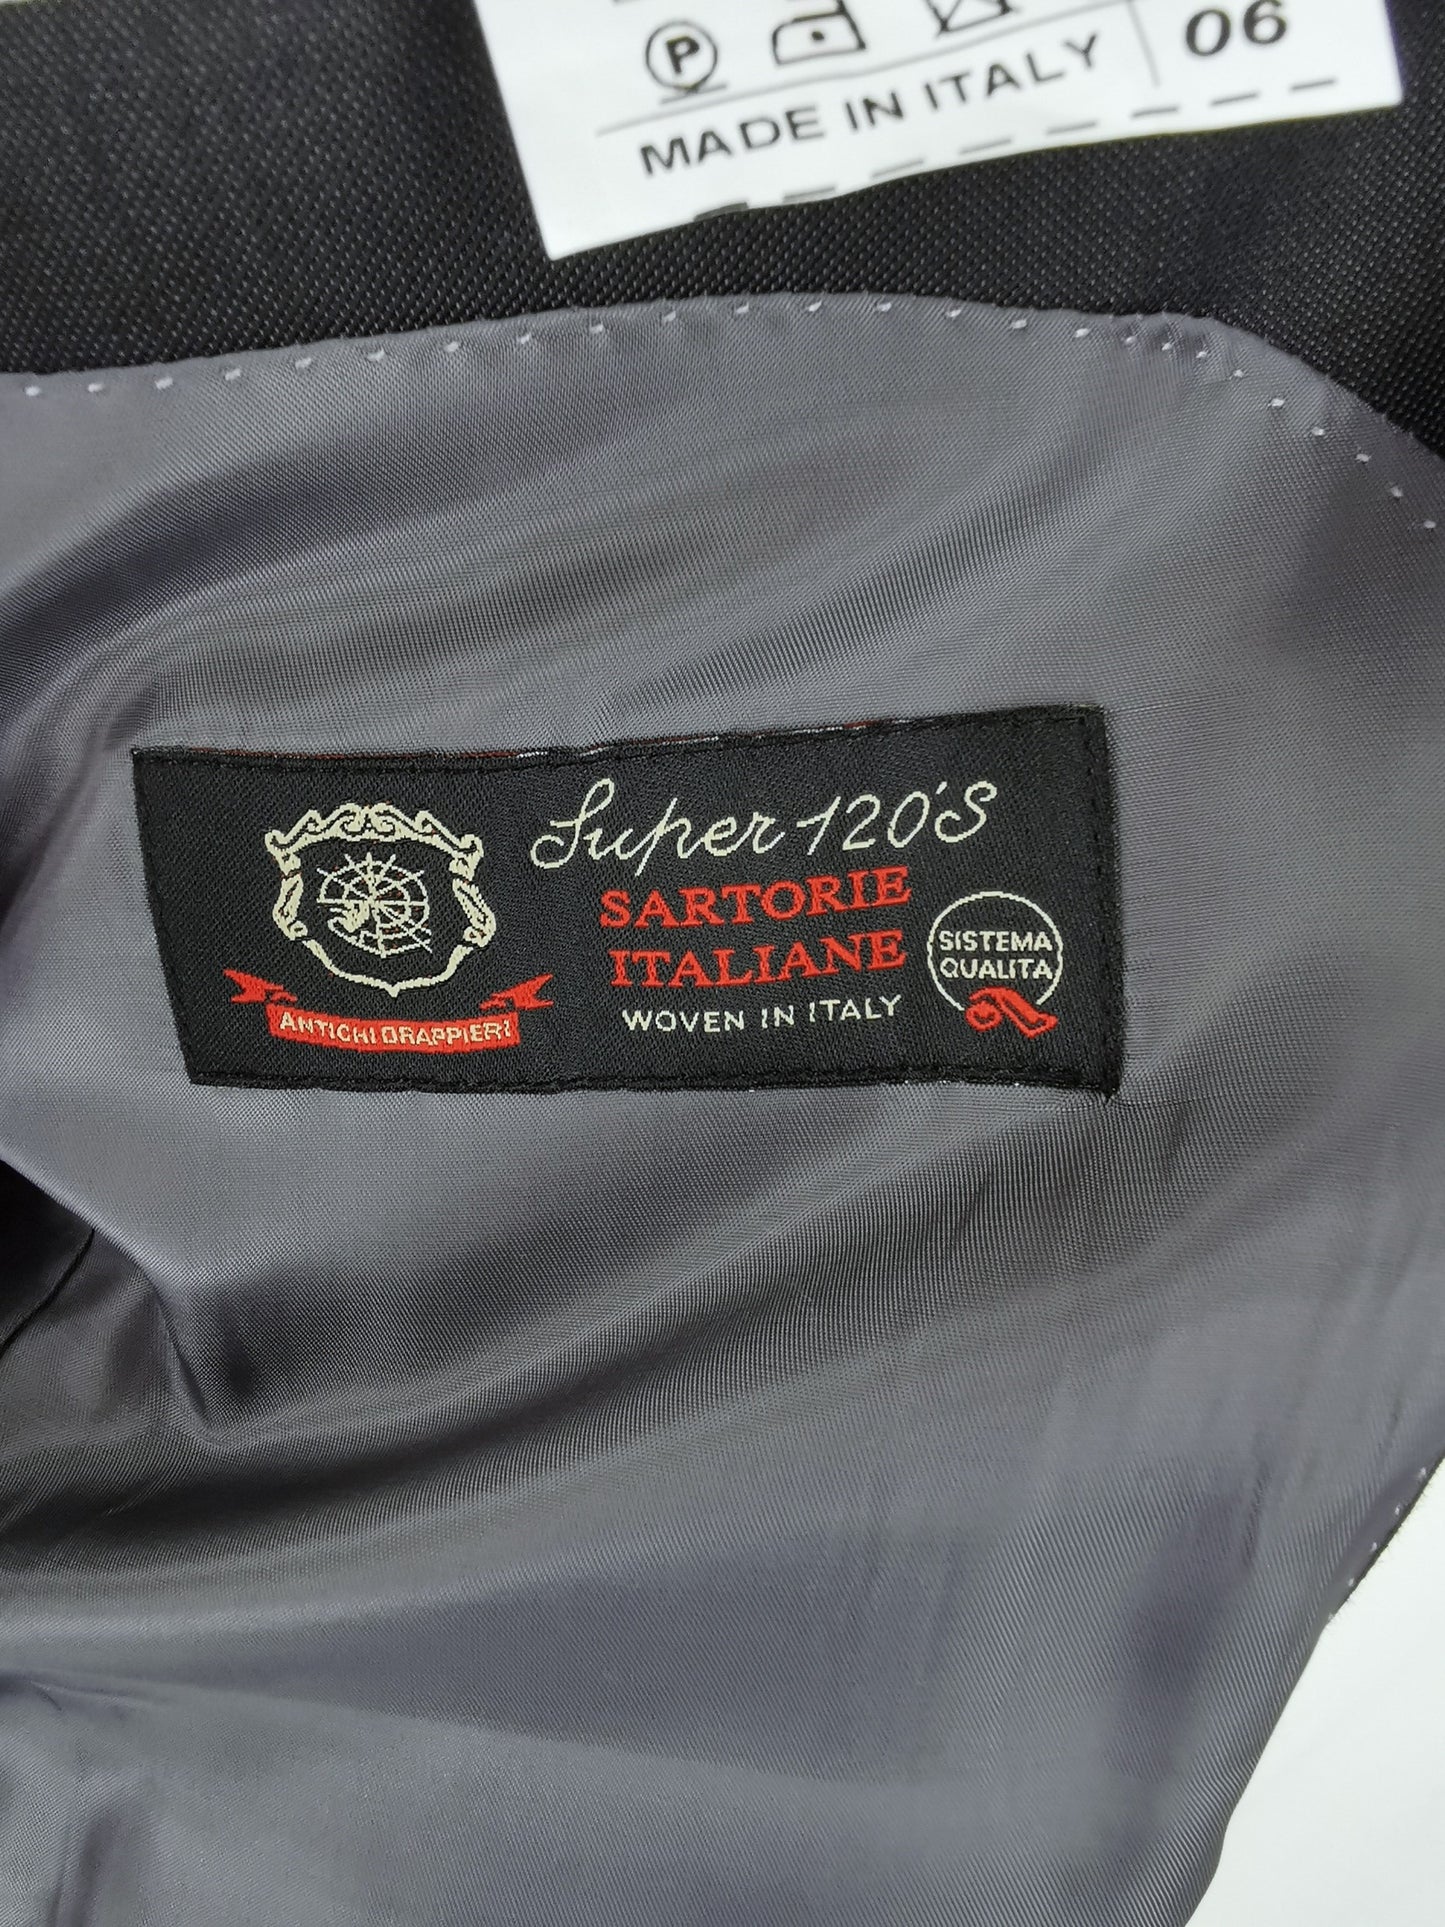 P
MADE IN ITALY 06
Super 120'S
SARTORIE
ITALIANE
WOVEN IN ITALY
SISTEMA
QUALITA
ANTICHI DRAPPIERI